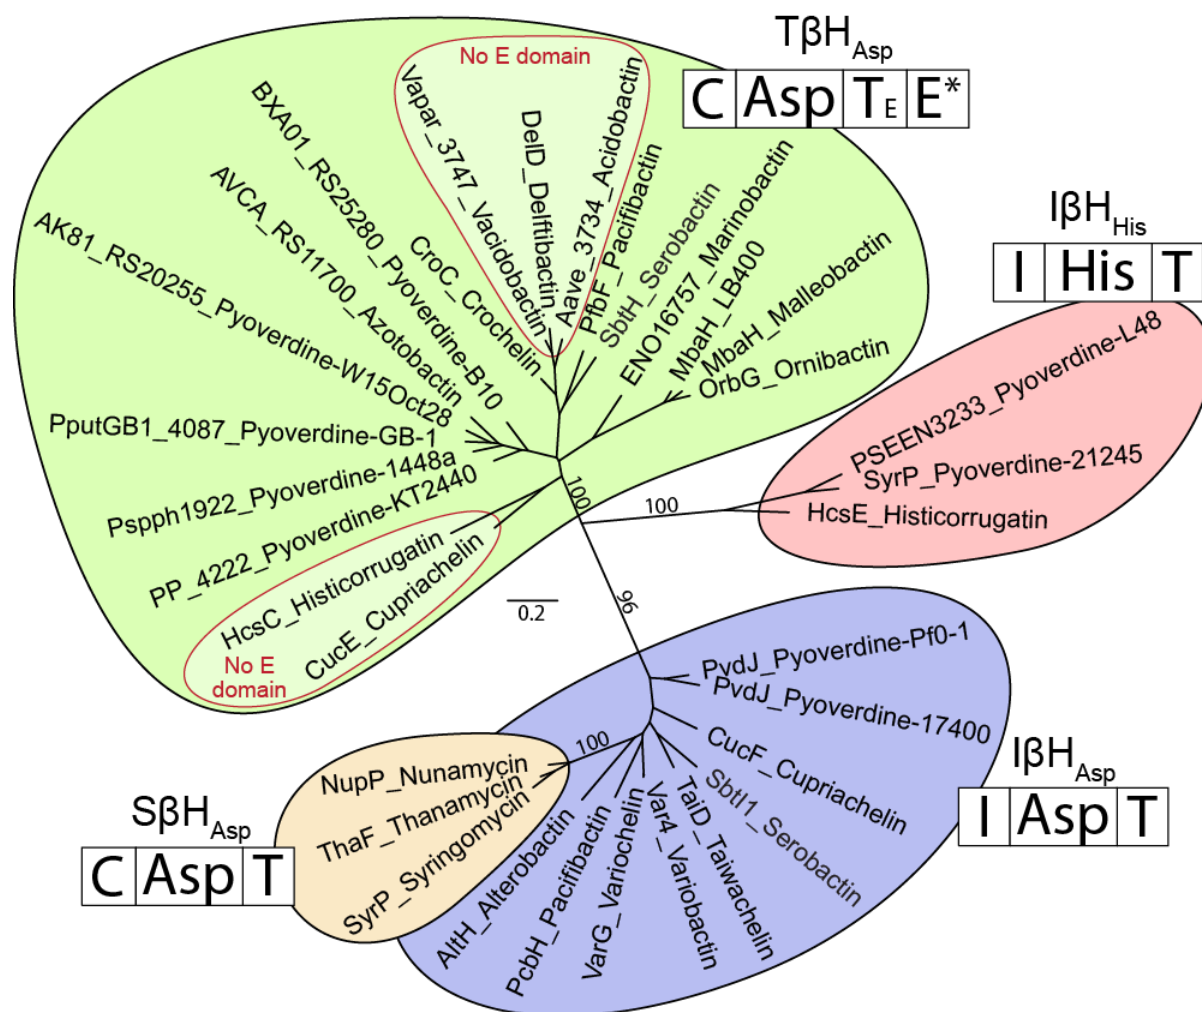 TβH Asp
C Asp TE E*
No E domain
Vapar_3747_Vacidobactin
DelD_Delftibactin
Aave_3734_Acidobactin
BXA01_RS25280_Pyoverdine-B10
AVCA_RS11700_Azotobactin
AK81_RS20255_Pyoverdine-W15Oct28
CroC_Crochelin
PfbF_Pacifibactin
SbtH_Serobactin
ENO16757_Marinobactin
MbaH_LB400
MbaH_Malleobactin
OrbG_Ornibactin
PputGB1_4087_Pyoverdine-GB-1
Pspph1922_Pyoverdine-1448a
PP_4222_Pyoverdine-KT2440
HcsC_Histicorrugatin
CucE_Cupriachelin
No E
domain
IβH His
I His T
PSEEN3233_Pyoverdine-L48
SyrP_Pyoverdine-21245
HcsE_Histicorrugatin
100
100
96
0.2
PvdJ_Pyoverdine-Pf0-1
PvdJ_Pyoverdine-17400
CucF_Cupriachelin
SbtI1_Serobactin
TaiD_Taiwachelin
Var4_Variobactin
VarG_Variochelin
PcbH_Pacifibactin
AltH_Alterobactin
IβH Asp
I Asp T
100
NupP_Nunamycin
ThaF_Thanamycin
SyrP_Syringomycin
SβH Asp
C Asp T